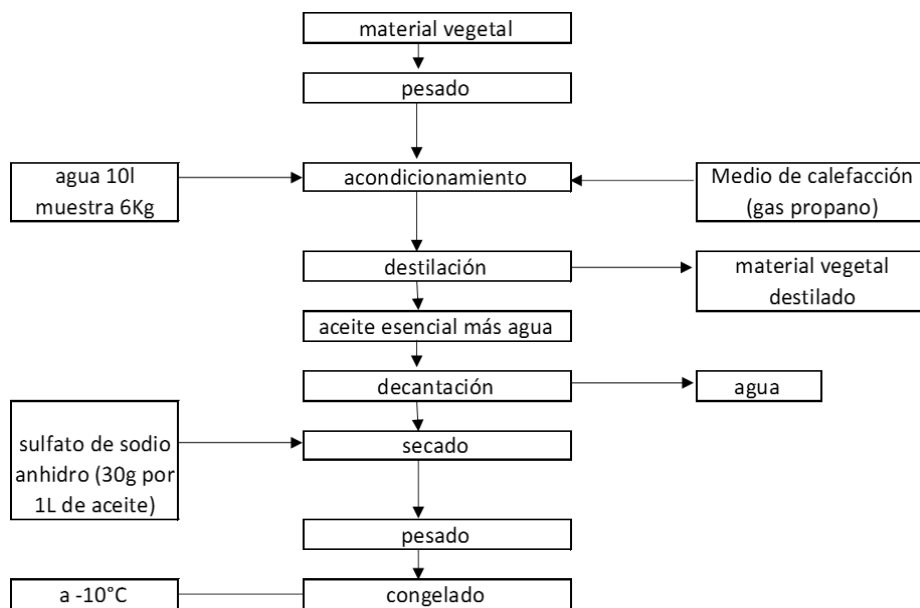 material vegetal
pesado
agua 10l
muestra 6Kg
acondicionamiento
Medio de calefacción
(gas propano)
destilación
material vegetal
destilado
aceite esencial más agua
decantación
agua
sulfato de sodio
anhidro (30g por
1L de aceite)
secado
pesado
a -10°C
congelado